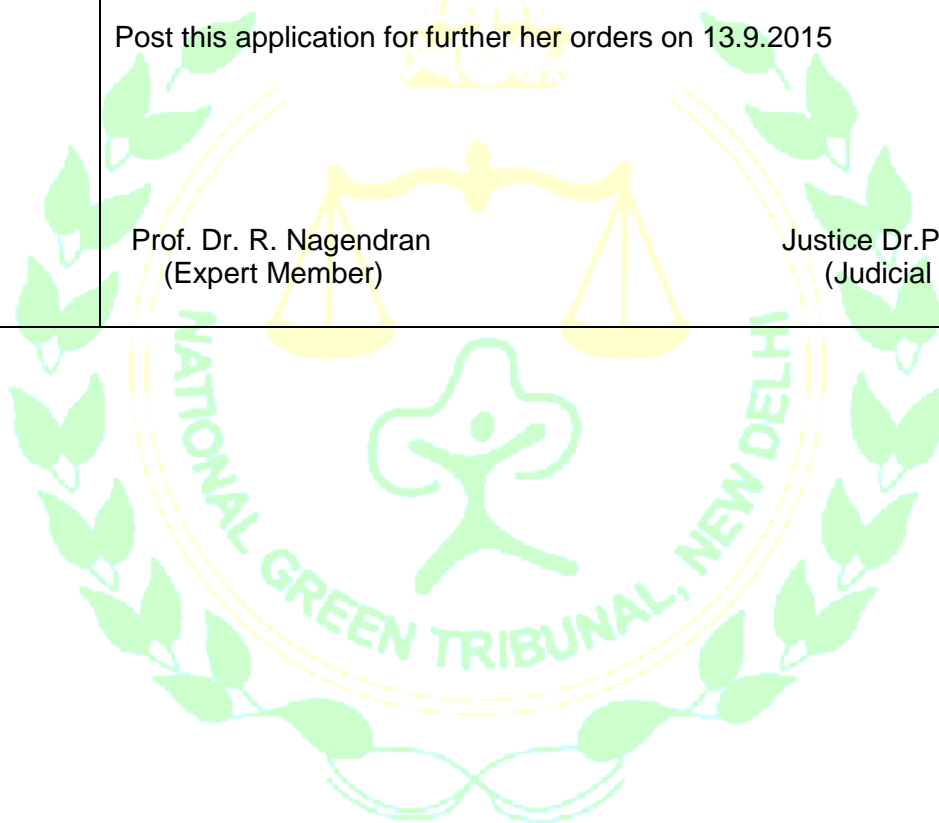 Post this application for further her orders on 13.9.2015
Prof. Dr. R. Nagendran Justice Dr.P
(Expert Member) (Judicial
NATIONAL GREEN TRIBUNAL, NEW DELHI